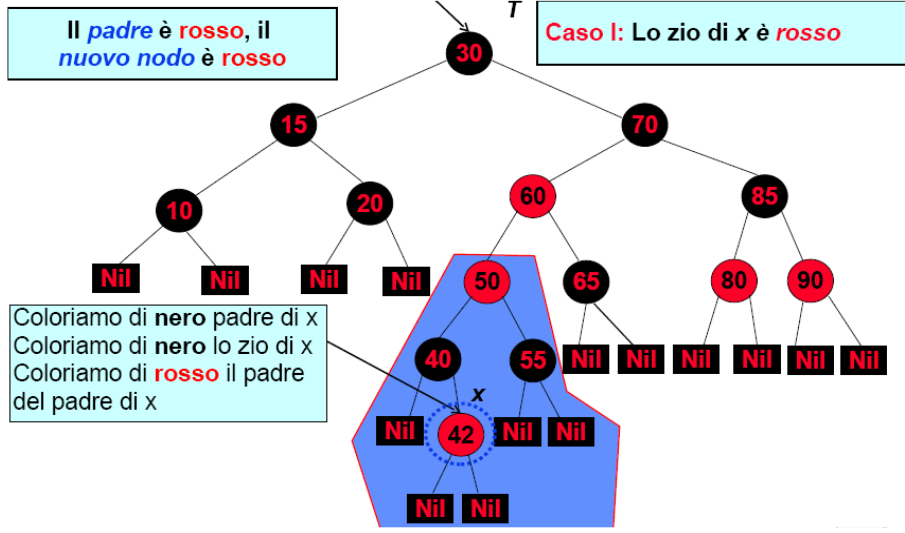 Il padre è rosso, il
nuovo nodo è rosso
T
Caso I: Lo zio di x è rosso
30
15
70
10
20
60
85
Nil
Nil
Nil
Nil
50
65
80
90
Coloriamo di nero padre di x
Coloriamo di nero lo zio di x
Coloriamo di rosso il padre
del padre di x
40
55
Nil
Nil
Nil
Nil
Nil
Nil
x
Nil
42
Nil
Nil
Nil
Nil